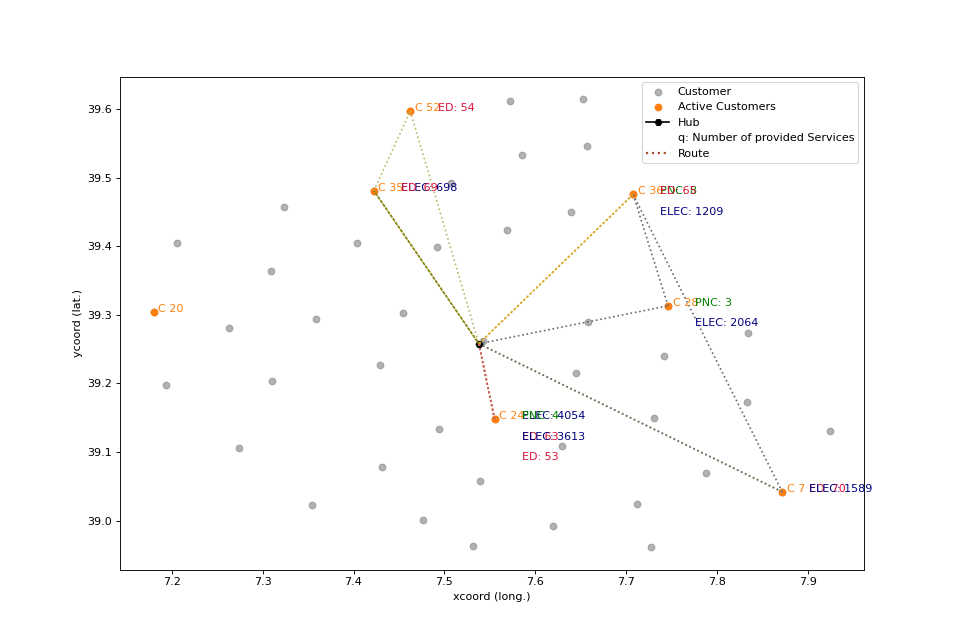 Customer
Active Customers
Hub
q: Number of provided Services
Route
39.6
39.5
39.4
39.3
39.2
39.1
39.0
ycoord (lat.)
C 52 ED: 54
C 35
C 36
ELEC: 1209
C 20
C 28 PNC: 3
ELEC: 2064
C 24
ED: 53
C 7
7.2 7.3 7.4 7.5 7.6 7.7 7.8 7.9
xcoord (long.)